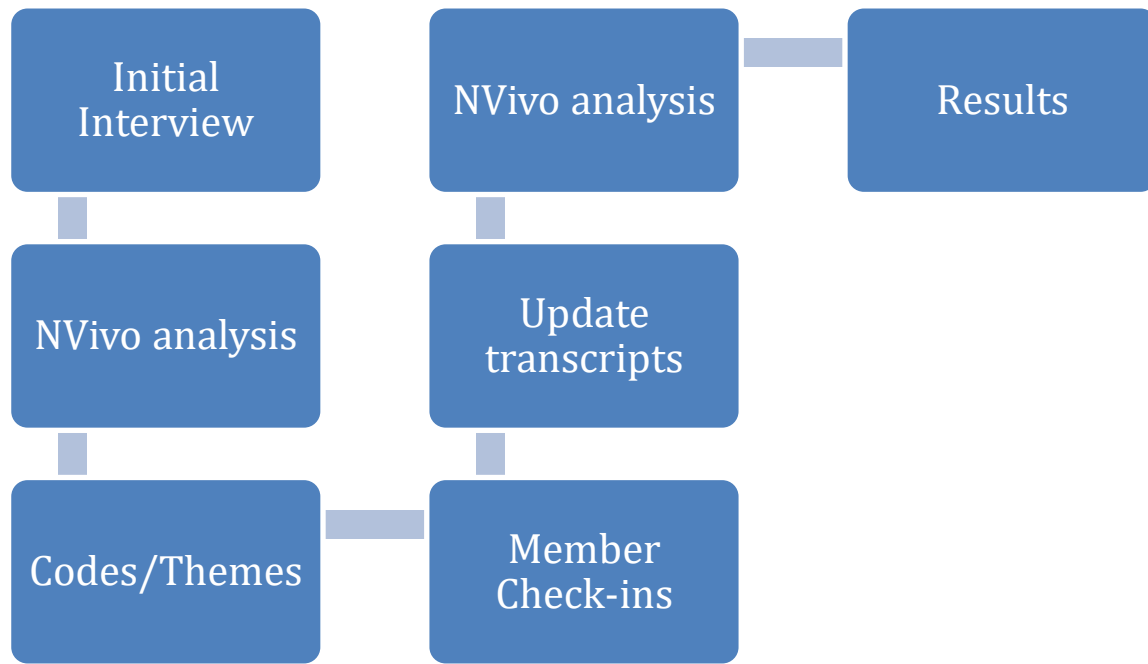 Initial
Interview
NVivo analysis
Codes/Themes
Member
Check-ins
Update
transcripts
NVivo analysis
Results